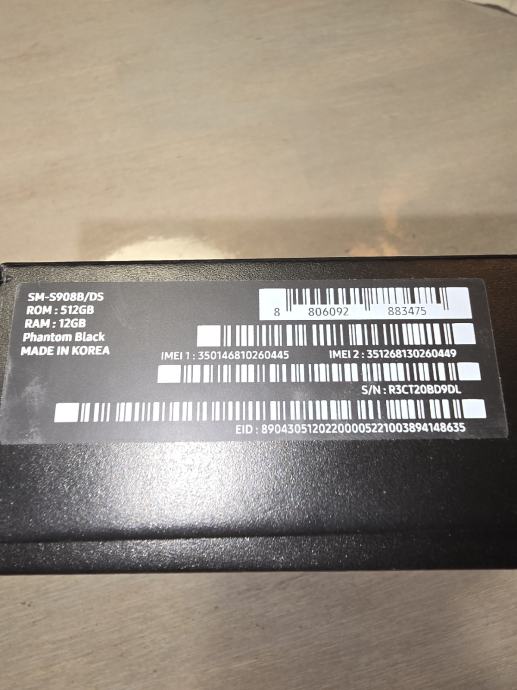 SM-S908B/DS
ROM : 512GB
RAM : 12GB
Phantom Black
MADE IN KOREA
8 806092 883475
IMEI 1 : 350146810260445 IMEI 2 : 351268130260449
S/N : R3CT20BD9DL
EID : 89043051202200005221003894148635